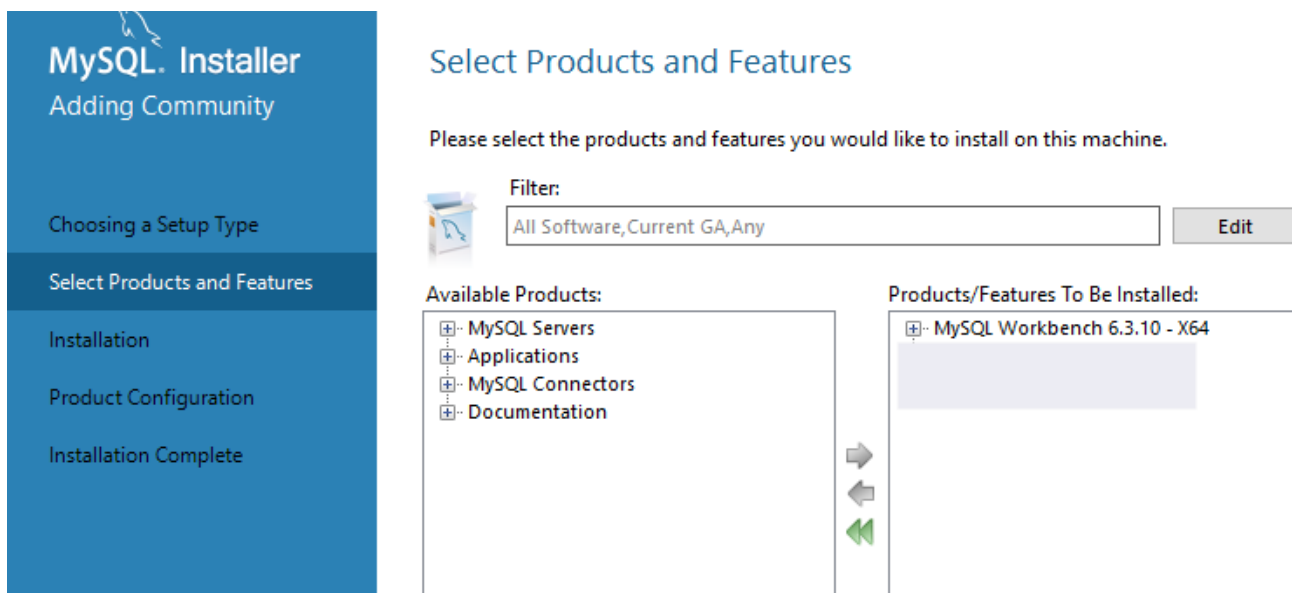 MySQL. Installer
Adding Community
Choosing a Setup Type
Select Products and Features
Installation
Product Configuration
Installation Complete
Select Products and Features
Please select the products and features you would like to install on this machine.
Filter:
All Software,Current GA,Any
Edit
Available Products:
MySQL Servers
Applications
MySQL Connectors
Documentation
Products/Features To Be Installed:
MySQL Workbench 6.3.10 - X64